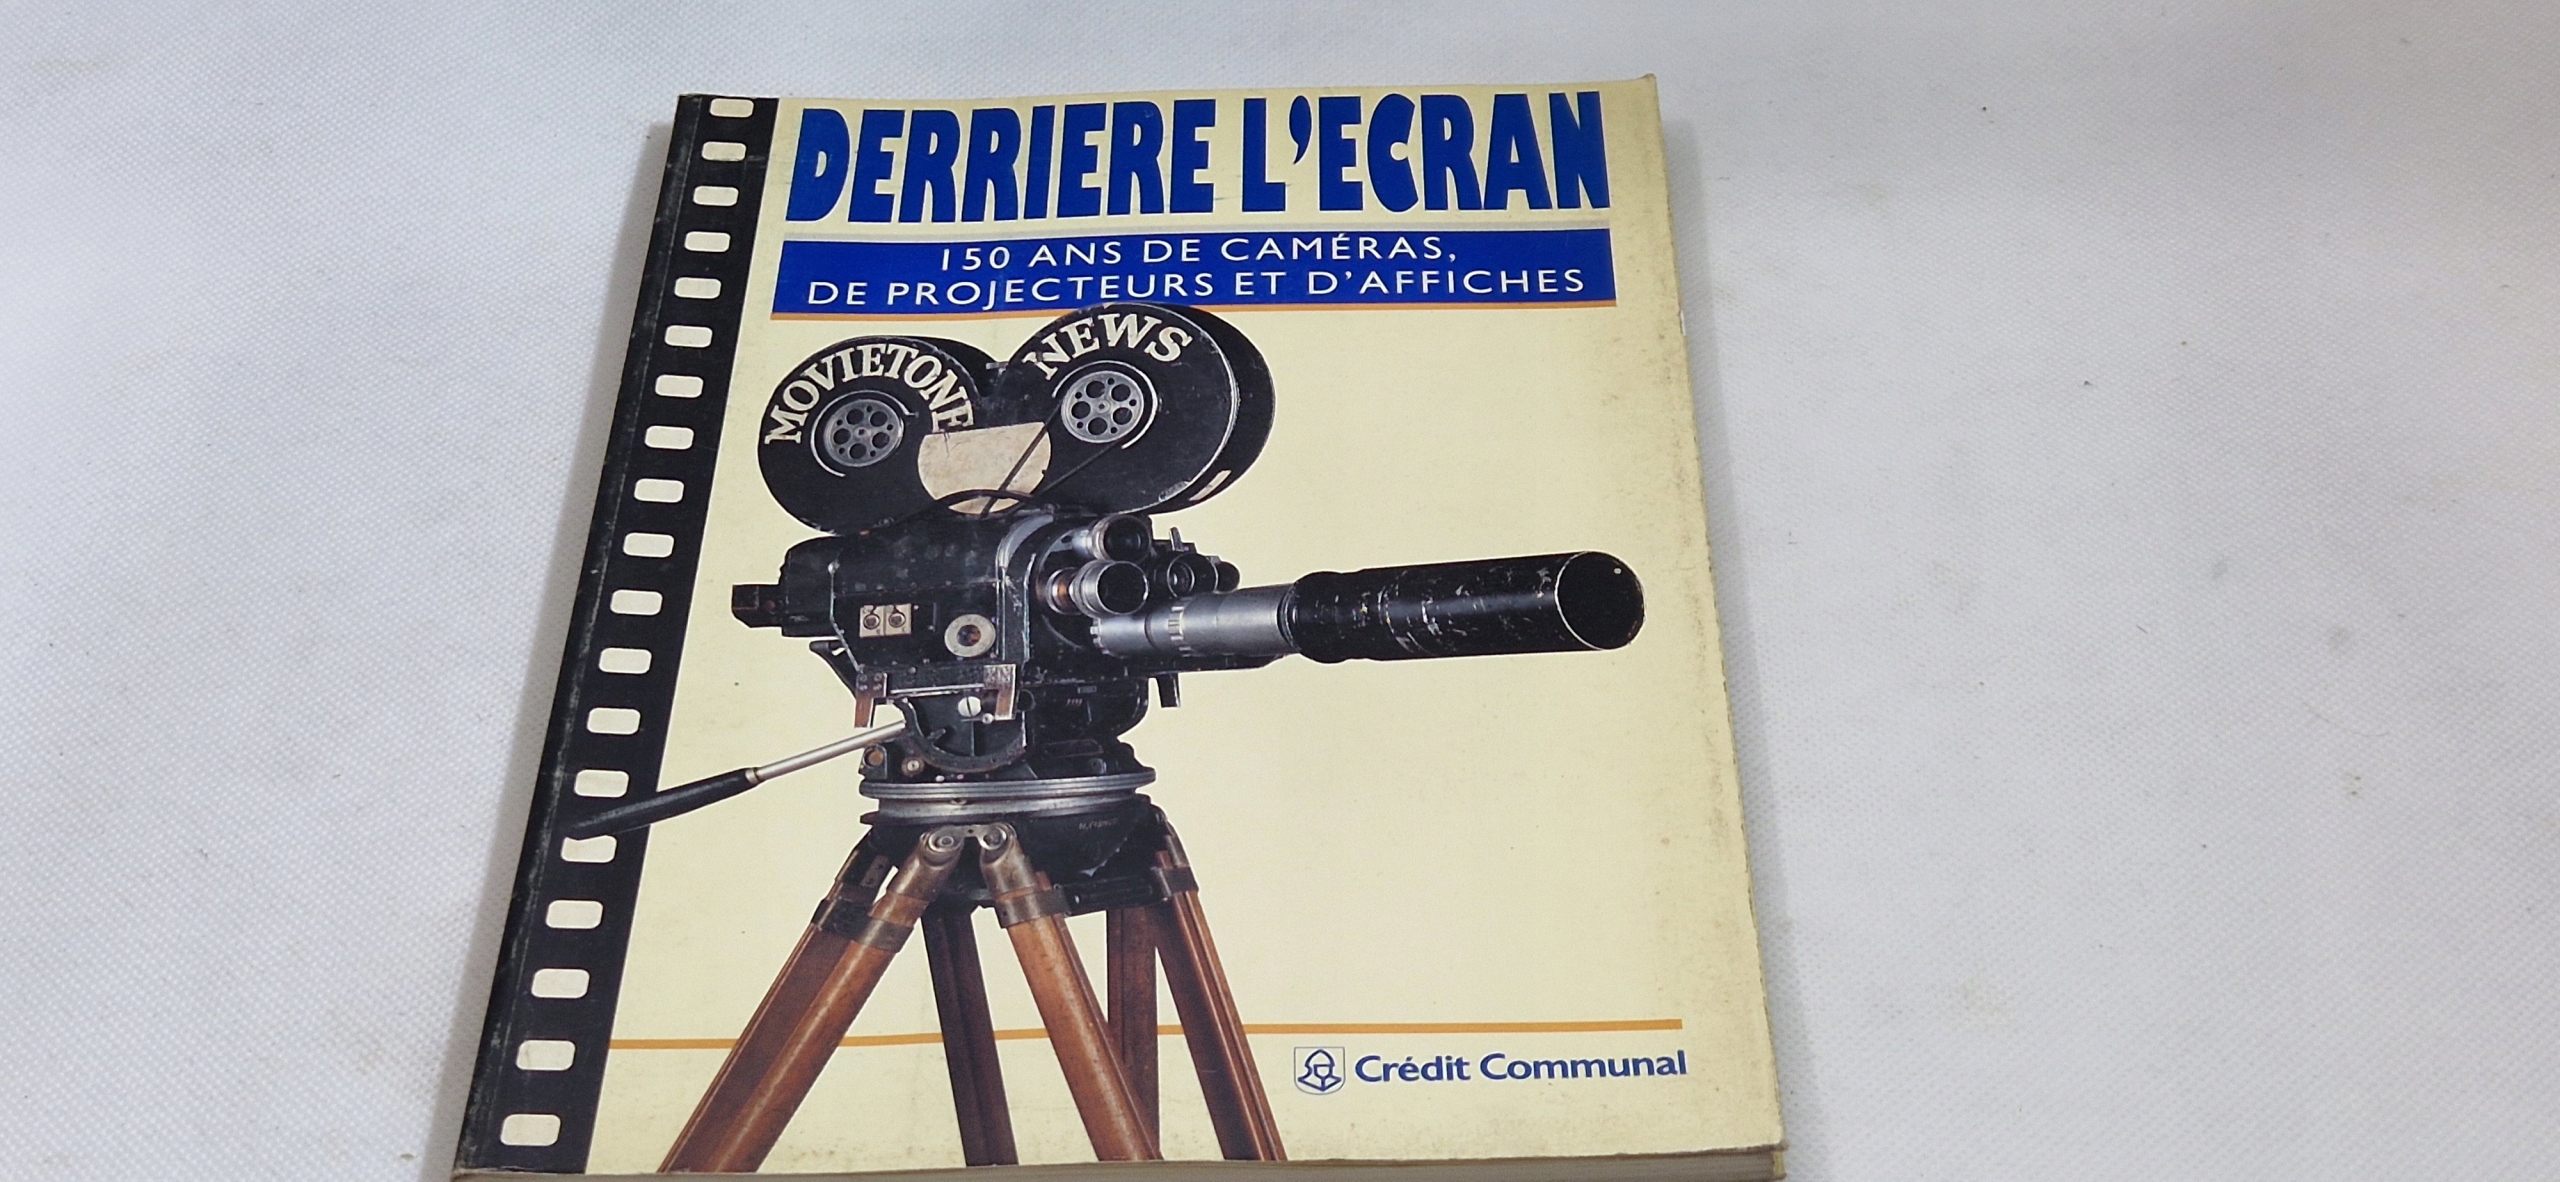 DERRIERE L'ECRAN
150 ANS DE CAMÉRAS,
DE PROJECTEURS ET D'AFFICHES
MOVIETONE
NEWS
Crédit Communal